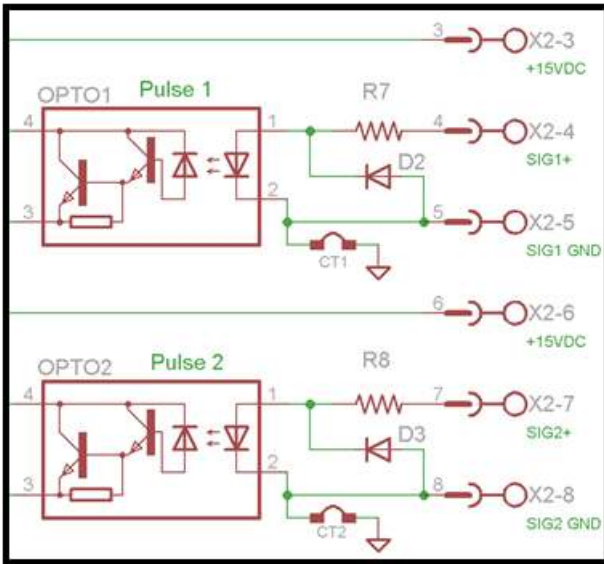 3 X2-3
+15VDC
OPTO1 Pulse 1
R7
4 1 4 X2-4
SIG1+
D2
2
3 5 X2-5
SIG1 GND
CT1
6 X2-6
+15VDC
OPTO2 Pulse 2
R8
4 1 7 X2-7
SIG2+
D3
2
3 8 X2-8
SIG2 GND
CT2